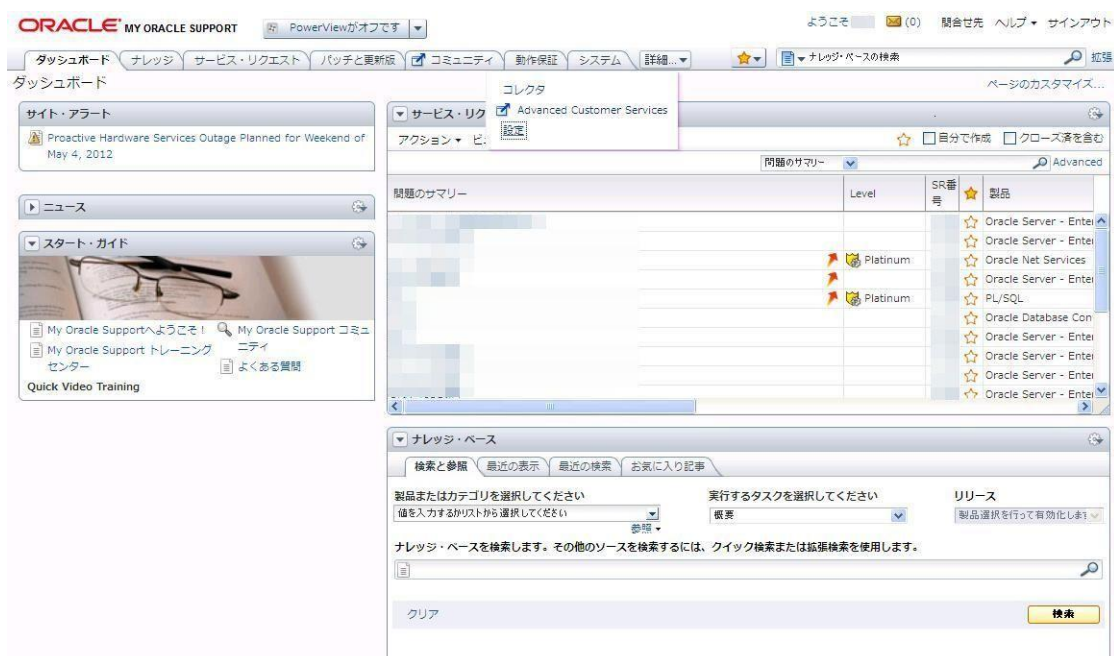 ORACLE MY ORACLE SUPPORT
PowerViewがオフです
ようこそ
(0)
問合せ先
ヘルプ
サインアウト
ダッシュボード
ナレッジ
サービス・リクエスト
パッチと更新版
コミュニティ
動作保証
システム
詳細...
ナレッジ・ベースの検索
拡張
ダッシュボード
ページのカスタマイズ...
コレクタ
Advanced Customer Services
設定
サイト・アラート
Proactive Hardware Services Outage Planned for Weekend of
May 4, 2012
ニュース
スタート・ガイド
My Oracle Supportへようこそ！
My Oracle Support トレーニング
センター
My Oracle Support コミュ
ニティ
よくある質問
Quick Video Training
サービス・リク
アクション
ビ
自分で作成
クローズ済を含む
問題のサマリー
Advanced
問題のサマリー
Level
SR番
号
製品
Oracle Server - Enter
Oracle Server - Enter
Platinum
Oracle Net Services
Oracle Server - Enter
Platinum
PL/SQL
Oracle Database Con
Oracle Server - Enter
Oracle Server - Enter
Oracle Server - Enter
Oracle Server - Enter
ナレッジ・ベース
検索と参照
最近の表示
最近の検索
お気に入り記事
製品またはカテゴリを選択してください
実行するタスクを選択してください
リリース
値を入力するかリストから選択してください
概要
製品選択を行って有効化しま
参照
ナレッジ・ベースを検索します。その他のソースを検索するには、クイック検索または拡張検索を使用します。
クリア
検索